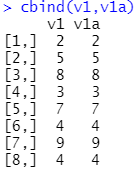 > cbind(v1,v1a)
     v1 v1a
[1,]  2   2
[2,]  5   5
[3,]  8   8
[4,]  3   3
[5,]  7   7
[6,]  4   4
[7,]  9   9
[8,]  4   4